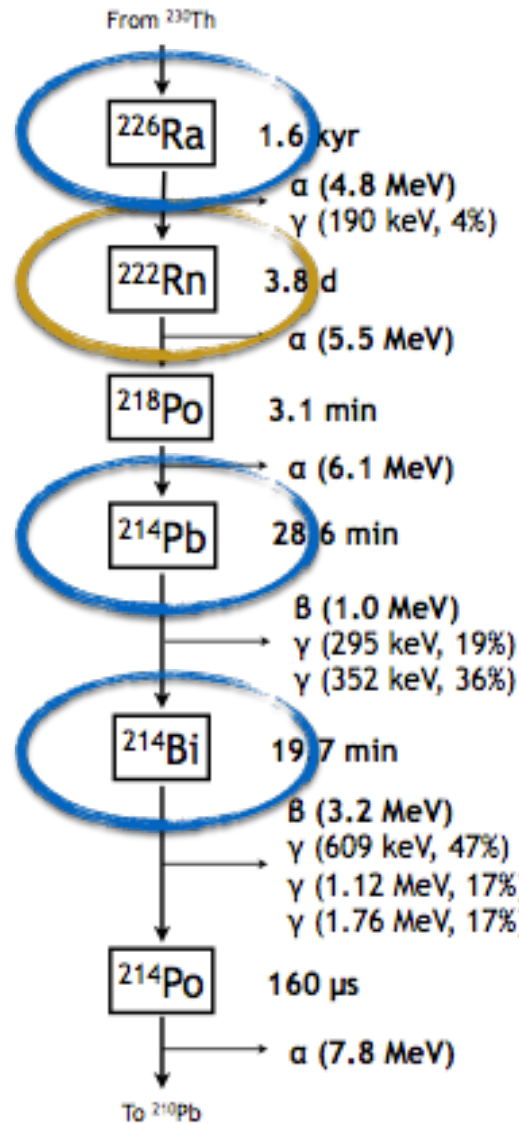 From ²³⁰Th
²²⁶Ra 1.6 kyr
α (4.8 MeV)
γ (190 keV, 4%)
²²²Rn 3.8 d
α (5.5 MeV)
²¹⁸Po 3.1 min
α (6.1 MeV)
²¹⁴Pb 28.6 min
β (1.0 MeV)
γ (295 keV, 19%)
γ (352 keV, 36%)
²¹⁴Bi 19.7 min
β (3.2 MeV)
γ (609 keV, 47%)
γ (1.12 MeV, 17%)
γ (1.76 MeV, 17%)
²¹⁴Po 160 µs
α (7.8 MeV)
To ²¹⁰Pb